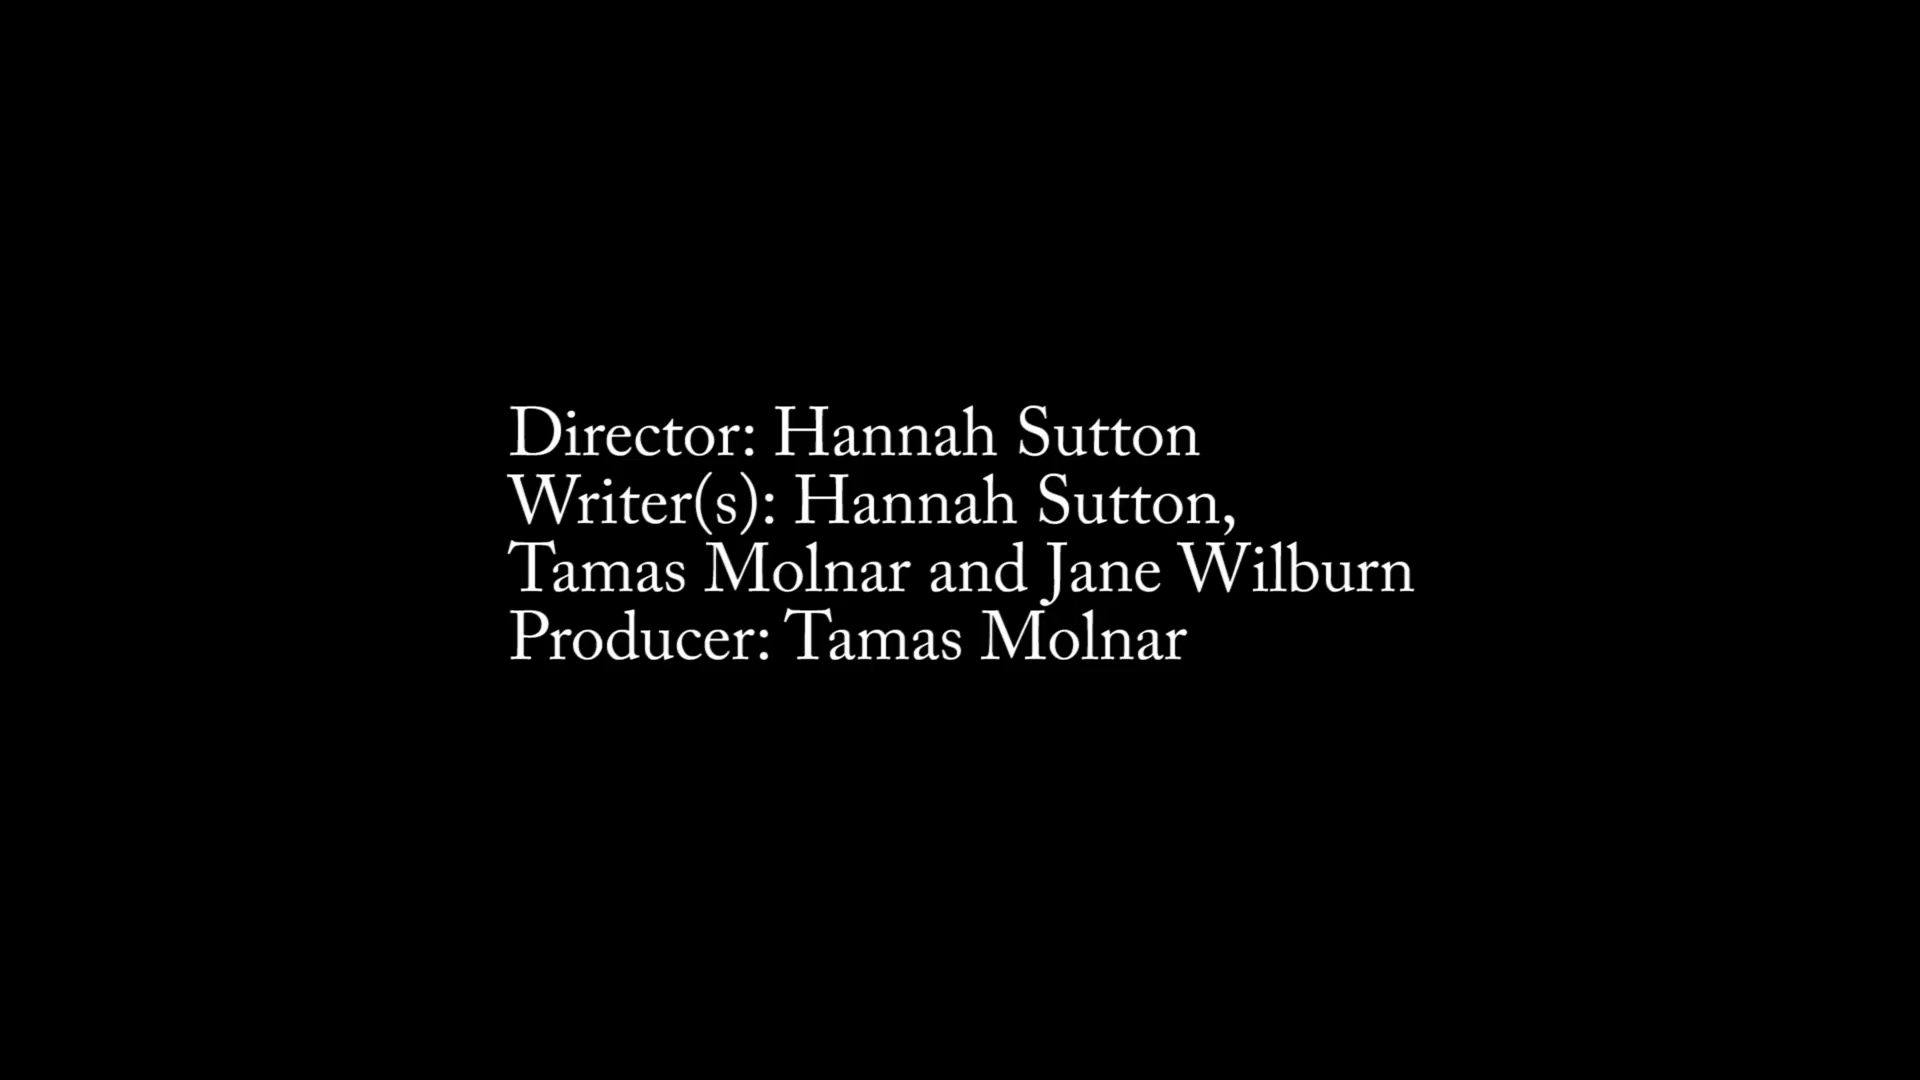 Director: Hannah Sutton
Writer(s): Hannah Sutton,
Tamas Molnar and Jane Wilburn
Producer: Tamas Molnar